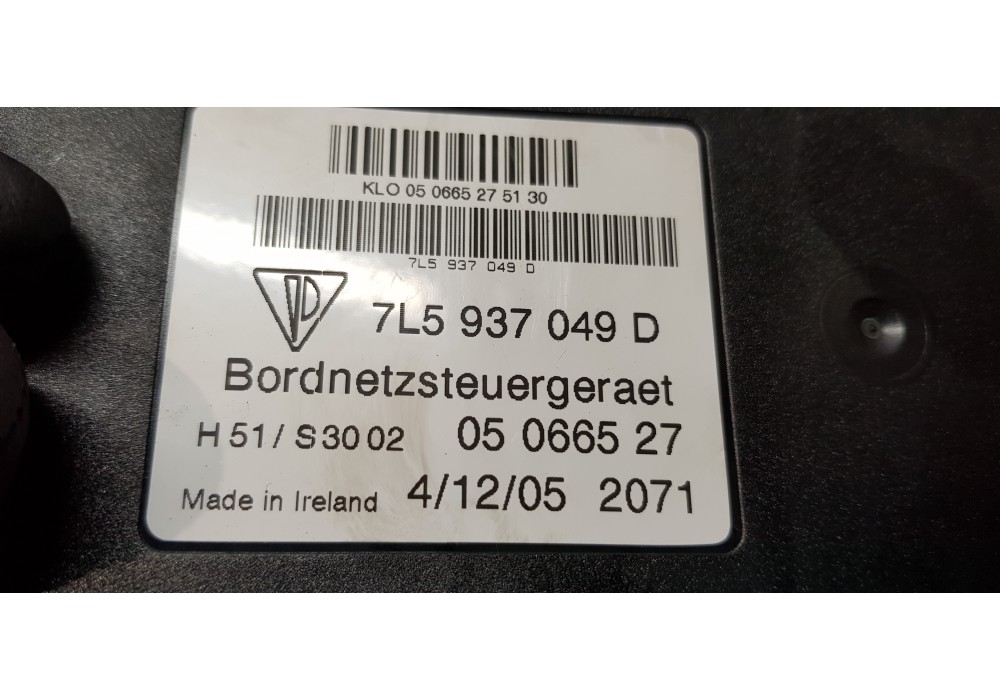 KLO 05 0665 27 51 30
7L5 937 049 D
7L5 937 049 D
Bordnetzsteuergeraet
H 51 / S 30 02 05 0665 27
Made in Ireland 4/12/05 2071